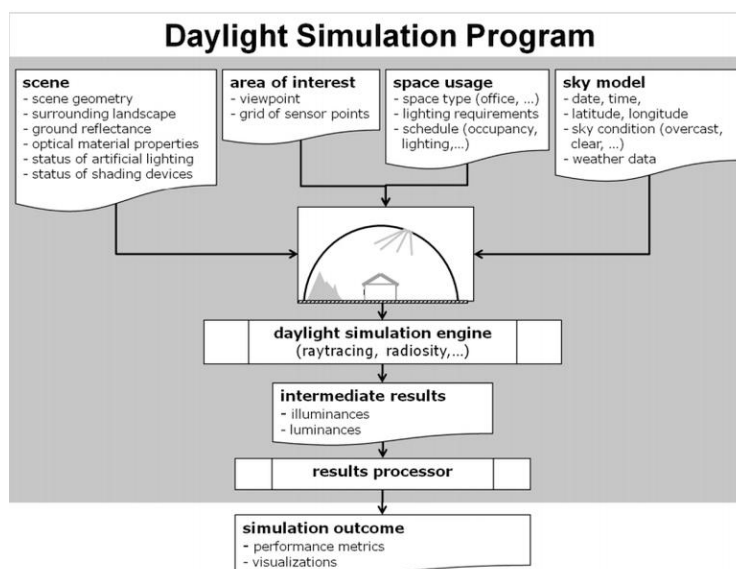 Daylight Simulation Program
scene
- scene geometry
- surrounding landscape
- ground reflectance
- optical material properties
- status of artificial lighting
- status of shading devices
area of interest
- viewpoint
- grid of sensor points
space usage
- space type (office, ...)
- lighting requirements
- schedule (occupancy,
lighting,...)
sky model
- date, time,
- latitude, longitude
- sky condition (overcast,
clear, ...)
- weather data
daylight simulation engine
(raytracing, radiosity,...)
intermediate results
- illuminances
- luminances
results processor
simulation outcome
- performance metrics
- visualizations